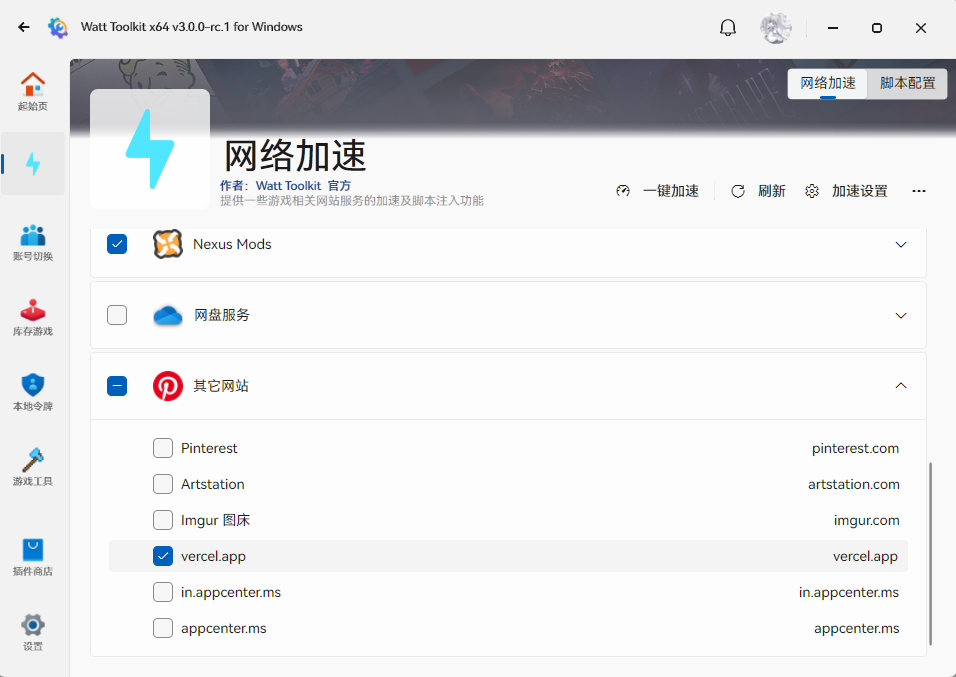 Watt Toolkit x64 v3.0.0-rc.1 for Windows
网络加速 脚本配置
起始页
账号切换
库存游戏
本地令牌
游戏工具
插件商店
设置
网络加速
作者: Watt Toolkit 官方
提供一些游戏相关网站服务的加速及脚本注入功能
一键加速 刷新 加速设置 ...
Nexus Mods
网盘服务
其它网站
Pinterest pinterest.com
Artstation artstation.com
Imgur 图床 imgur.com
vercel.app vercel.app
in.appcenter.ms in.appcenter.ms
appcenter.ms appcenter.ms